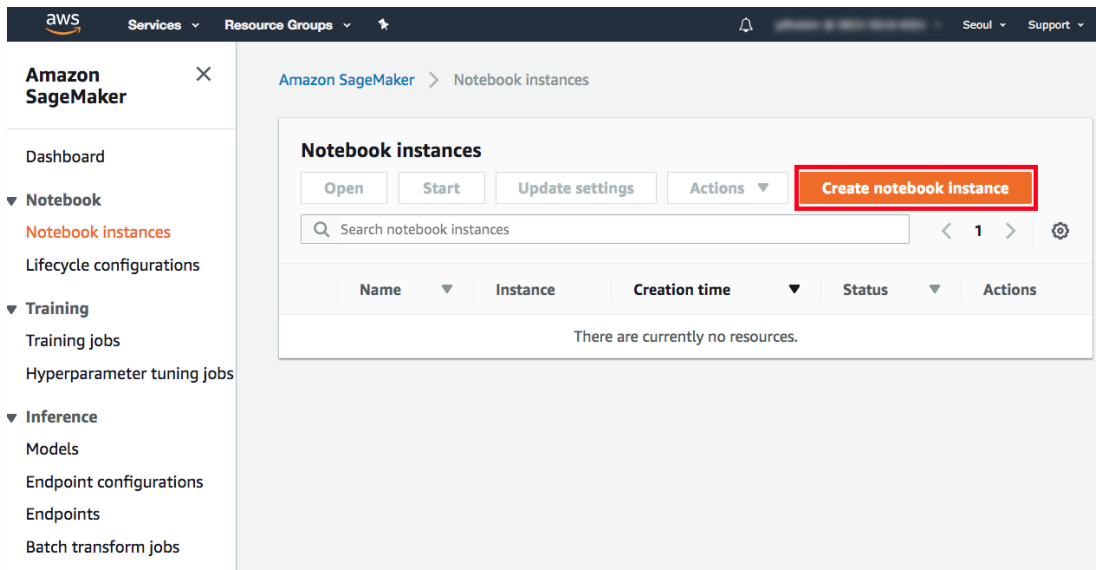 aws Services Resource Groups Seoul Support
Amazon
SageMaker
Dashboard
Notebook
Notebook instances
Lifecycle configurations
Training
Training jobs
Hyperparameter tuning jobs
Inference
Models
Endpoint configurations
Endpoints
Batch transform jobs
Amazon SageMaker Notebook instances
Notebook instances
Open Start Update settings Actions Create notebook instance
Search notebook instances 1
Name Instance Creation time Status Actions
There are currently no resources.